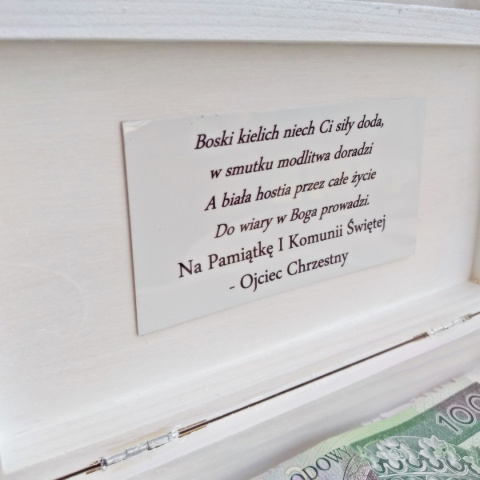 Boski kielich niech Ci siły doda,
w smutku modlitwa doradzi
A biała hostia przez całe życie
Do wiary w Boga prowadzi.
Na Pamiątkę I Komunii Świętej
- Ojciec Chrzestny
100